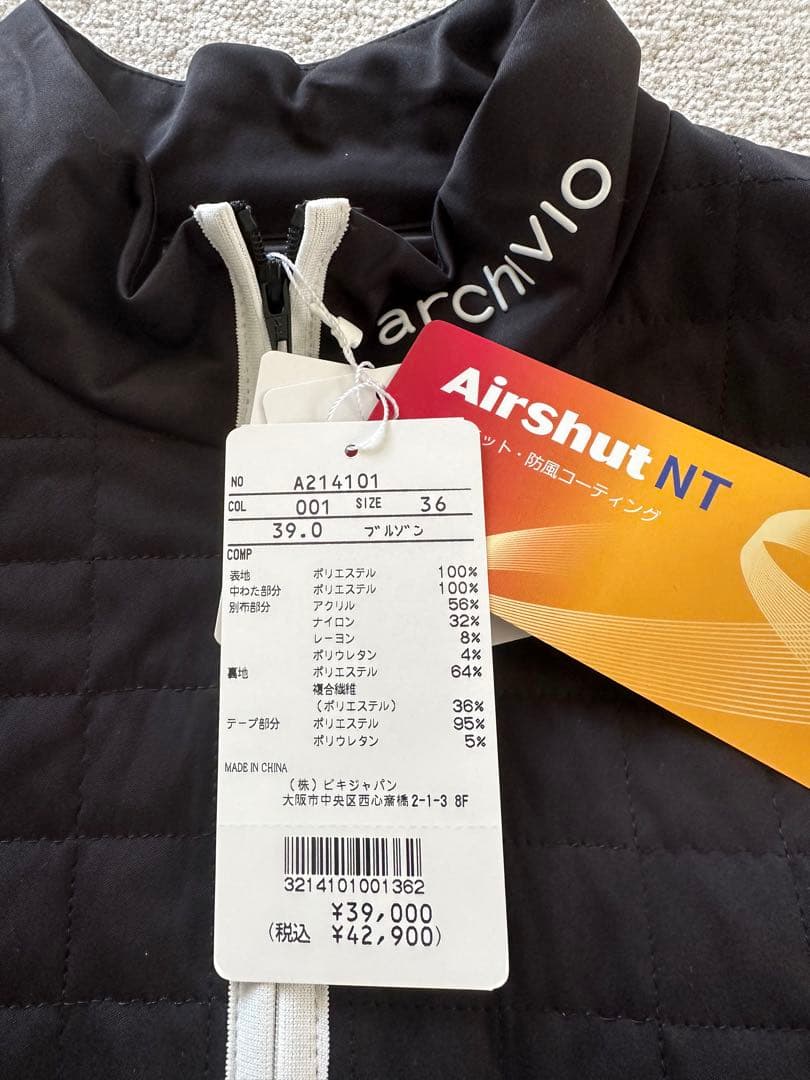 archIVIO
Airshut NT
ット・防風コーティング
NO A214101
COL 001 SIZE 36
39.0 ブルゾン
COMP
表地 ポリエステル 100%
中わた部分 ポリエステル 100%
別布部分 アクリル 56%
ナイロン 32%
レーヨン 8%
ポリウレタン 4%
裏地 ポリエステル 64%
複合繊維
(ポリエステル) 36%
テープ部分 ポリエステル 95%
ポリウレタン 5%
MADE IN CHINA
(株)ビキジャパン
大阪市中央区西心斎橋2-1-3 8F
3214101001362
¥39,000
(税込 ¥42,900)